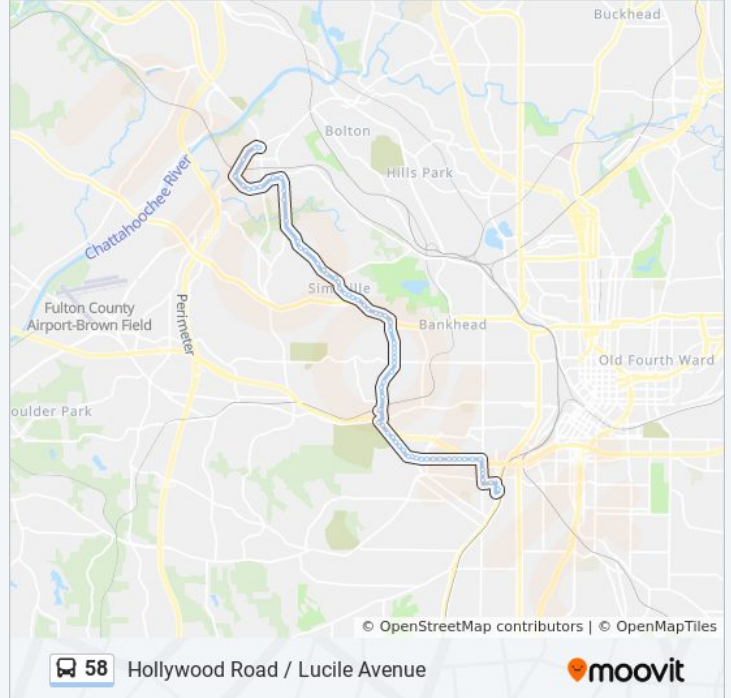 Buckhead
Bolton
Hills Park
Chattahoochee River
Fulton County
Airport-Brown Field
Perimeter
Bankhead
Old Fourth Ward
oulder Park
© OpenStreetMap contributors | © OpenMapTiles
58 Hollywood Road / Lucile Avenue
moovit